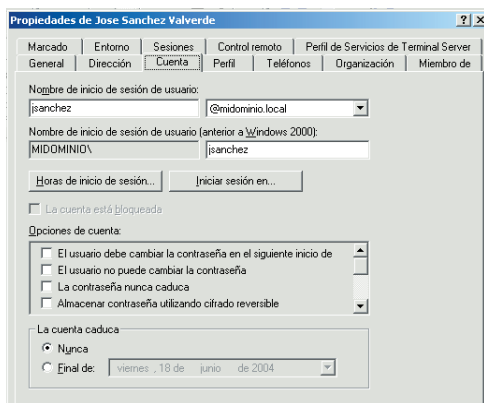 Propiedades de Jose Sanchez Valverde
Marcado Entorno Sesiones Control remoto Perfil de Servicios de Terminal Server
General Dirección Cuenta Perfil Teléfonos Organización Miembro de
Nombre de inicio de sesión de usuario:
jsanchez @midominio.local
Nombre de inicio de sesión de usuario (anterior a Windows 2000):
MIDOMINIO\ jsanchez
Horas de inicio de sesión... Iniciar sesión en...
La cuenta está bloqueada
Opciones de cuenta:
El usuario debe cambiar la contraseña en el siguiente inicio de
El usuario no puede cambiar la contraseña
La contraseña nunca caduca
Almacenar contraseña utilizando cifrado reversible
La cuenta caduca
Nunca
Final de: viernes , 18 de junio de 2004